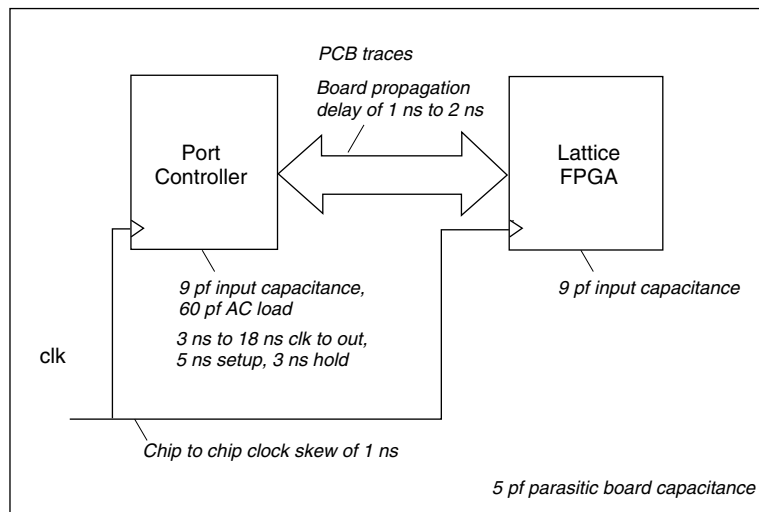 PCB traces
Board propagation
delay of 1 ns to 2 ns
Port
Controller
Lattice
FPGA
9 pf input capacitance,
60 pf AC load
3 ns to 18 ns clk to out,
5 ns setup, 3 ns hold
9 pf input capacitance
clk
Chip to chip clock skew of 1 ns
5 pf parasitic board capacitance